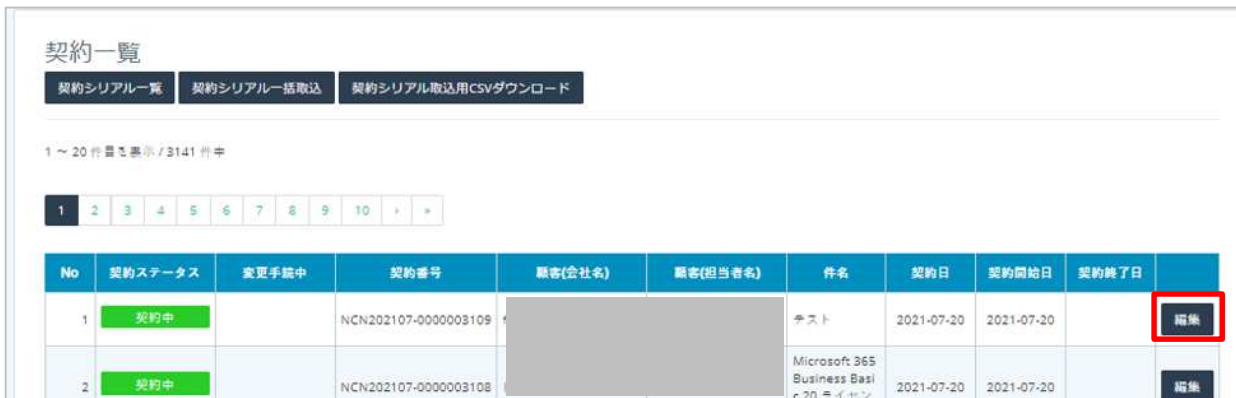 契約一覧
契約シリアル一覧 契約シリアル一括取込 契約シリアル取込用CSVダウンロード
1 ～ 20 件目を表示 / 3141 件中
1 2 3 4 5 6 7 8 9 10 › »
No 契約ステータス 変更手続中 契約番号 顧客(会社名) 顧客(担当者名) 件名 契約日 契約開始日 契約終了日
1 契約中 NCN202107-0000003109 テスト 2021-07-20 2021-07-20 編集
Microsoft 365
Business Basi
2 契約中 NCN202107-0000003108 2021-07-20 2021-07-20 編集
c 20 ライセン